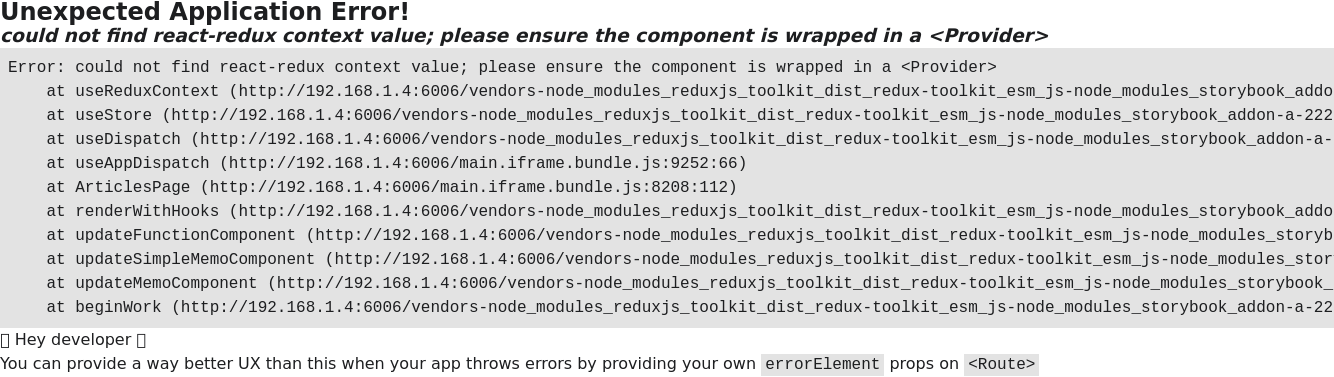 Unexpected Application Error!
could not find react-redux context value; please ensure the component is wrapped in a <Provider>
Error: could not find react-redux context value; please ensure the component is wrapped in a <Provider>
    at useReduxContext (http://192.168.1.4:6006/vendors-node_modules_reduxjs_toolkit_dist_redux-toolkit_esm_js-node_modules_storybook_addo
    at useStore (http://192.168.1.4:6006/vendors-node_modules_reduxjs_toolkit_dist_redux-toolkit_esm_js-node_modules_storybook_addon-a-222
    at useDispatch (http://192.168.1.4:6006/vendors-node_modules_reduxjs_toolkit_dist_redux-toolkit_esm_js-node_modules_storybook_addon-a-
    at useAppDispatch (http://192.168.1.4:6006/main.iframe.bundle.js:9252:66)
    at ArticlesPage (http://192.168.1.4:6006/main.iframe.bundle.js:8208:112)
    at renderWithHooks (http://192.168.1.4:6006/vendors-node_modules_reduxjs_toolkit_dist_redux-toolkit_esm_js-node_modules_storybook_addo
    at updateFunctionComponent (http://192.168.1.4:6006/vendors-node_modules_reduxjs_toolkit_dist_redux-toolkit_esm_js-node_modules_storyb
    at updateSimpleMemoComponent (http://192.168.1.4:6006/vendors-node_modules_reduxjs_toolkit_dist_redux-toolkit_esm_js-node_modules_stor
    at updateMemoComponent (http://192.168.1.4:6006/vendors-node_modules_reduxjs_toolkit_dist_redux-toolkit_esm_js-node_modules_storybook_
    at beginWork (http://192.168.1.4:6006/vendors-node_modules_reduxjs_toolkit_dist_redux-toolkit_esm_js-node_modules_storybook_addon-a-22
Hey developer
You can provide a way better UX than this when your app throws errors by providing your own errorElement props on <Route>